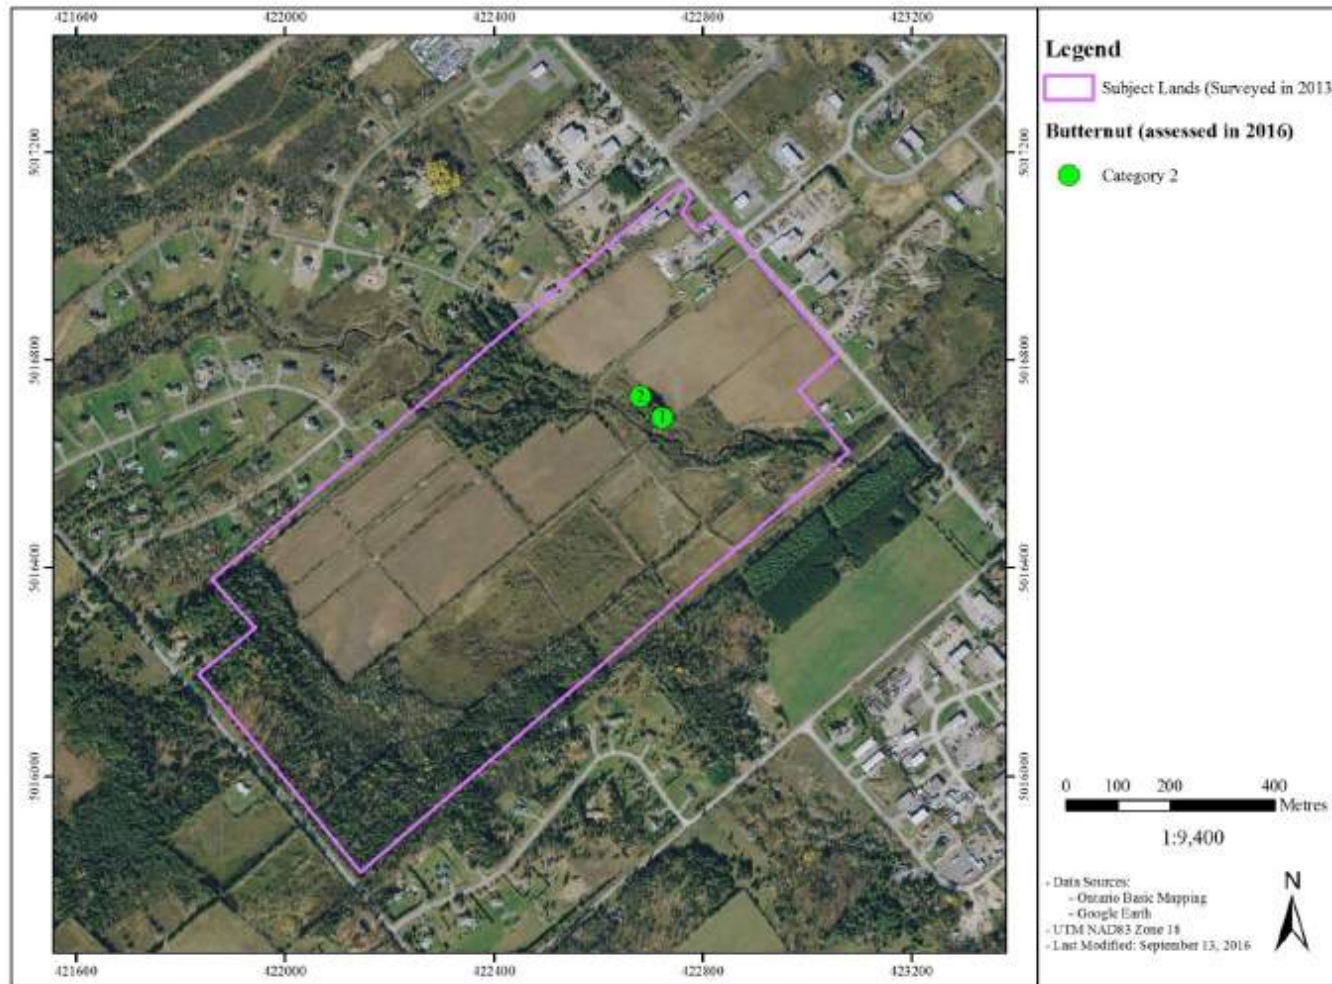 421600 422000 422400 422800 423200
5017200 5017200
5016800 5016800
5016400 5016400
5016000 5016000
2
1
421600 422000 422400 422800 423200
Legend
Subject Lands (Surveyed in 2013
Butternut (assessed in 2016)
Category 2
0 100 200 400
Metres
1:9,400
- Data Sources:
- Ontario Basic Mapping
- Google Earth
- UTM NAD83 Zone 18
- Last Modified: September 13, 2016
N